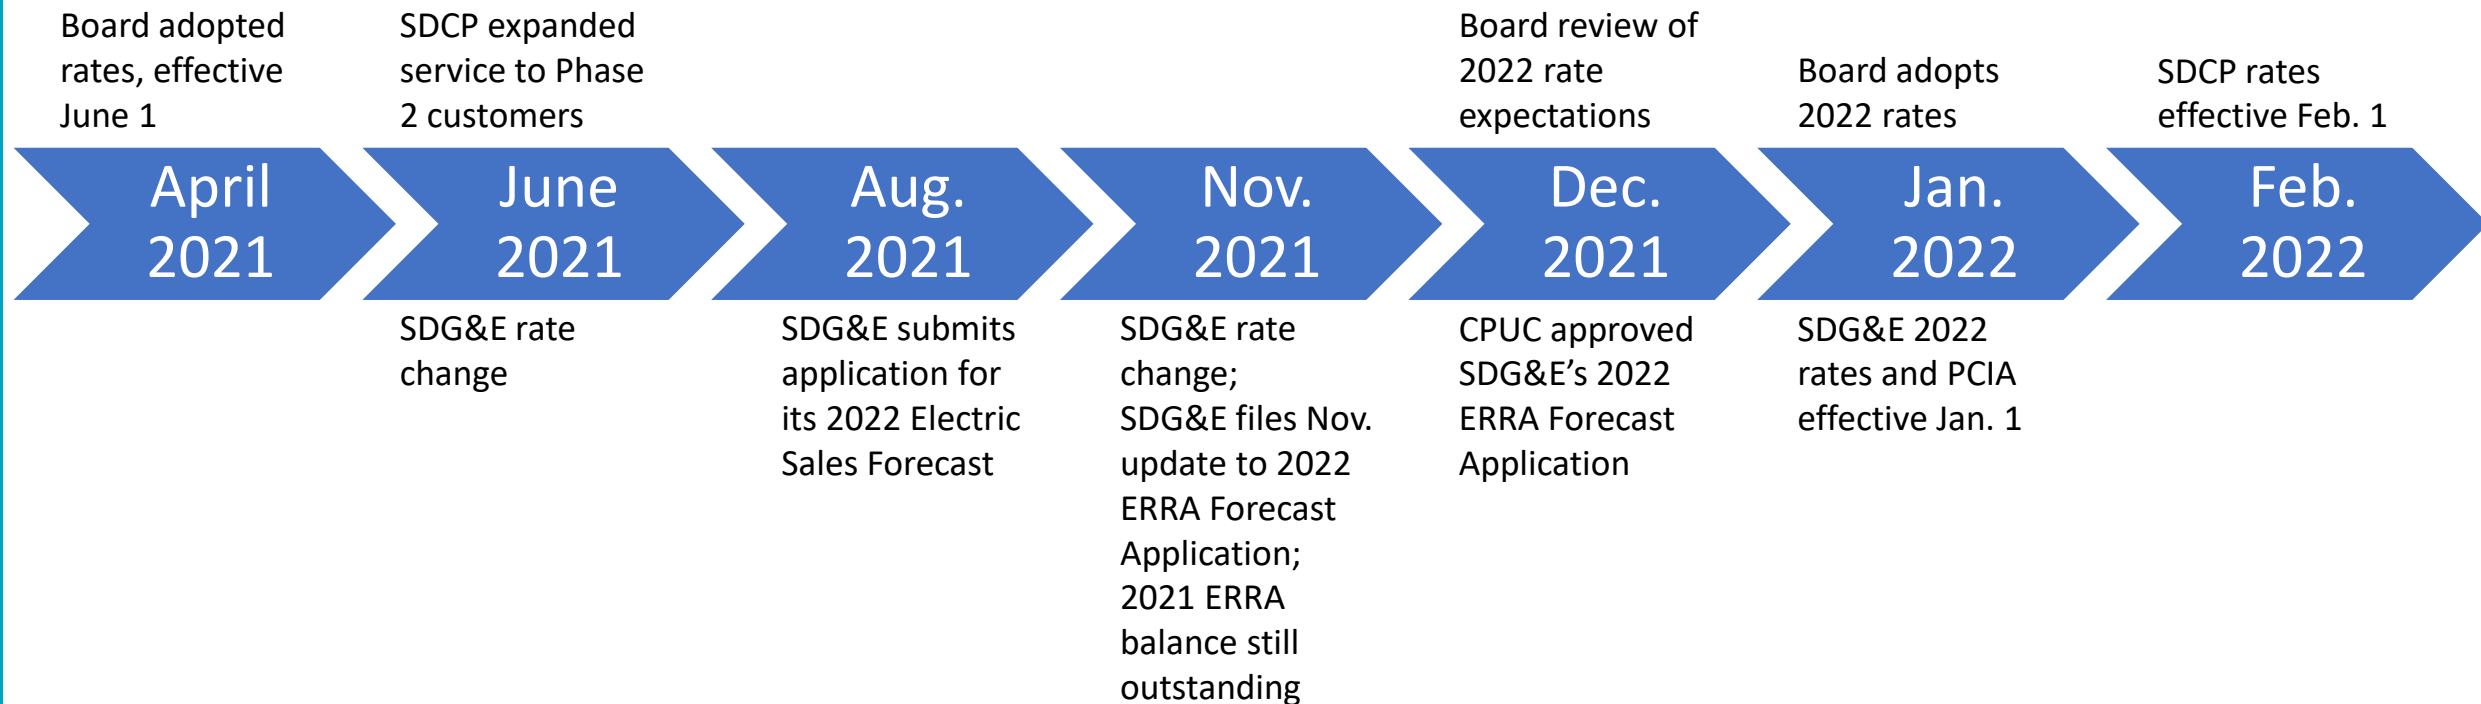 Board adopted
rates, effective
June 1
SDCP expanded
service to Phase
2 customers
Board review of
2022 rate
expectations
Board adopts
2022 rates
SDCP rates
effective Feb. 1
April
2021
June
2021
Aug.
2021
Nov.
2021
Dec.
2021
Jan.
2022
Feb.
2022
SDG&E rate
change
SDG&E submits
application for
its 2022 Electric
Sales Forecast
SDG&E rate
change;
SDG&E files Nov.
update to 2022
ERRA Forecast
Application;
2021 ERRA
balance still
outstanding
CPUC approved
SDG&E’s 2022
ERRA Forecast
Application
SDG&E 2022
rates and PCIA
effective Jan. 1